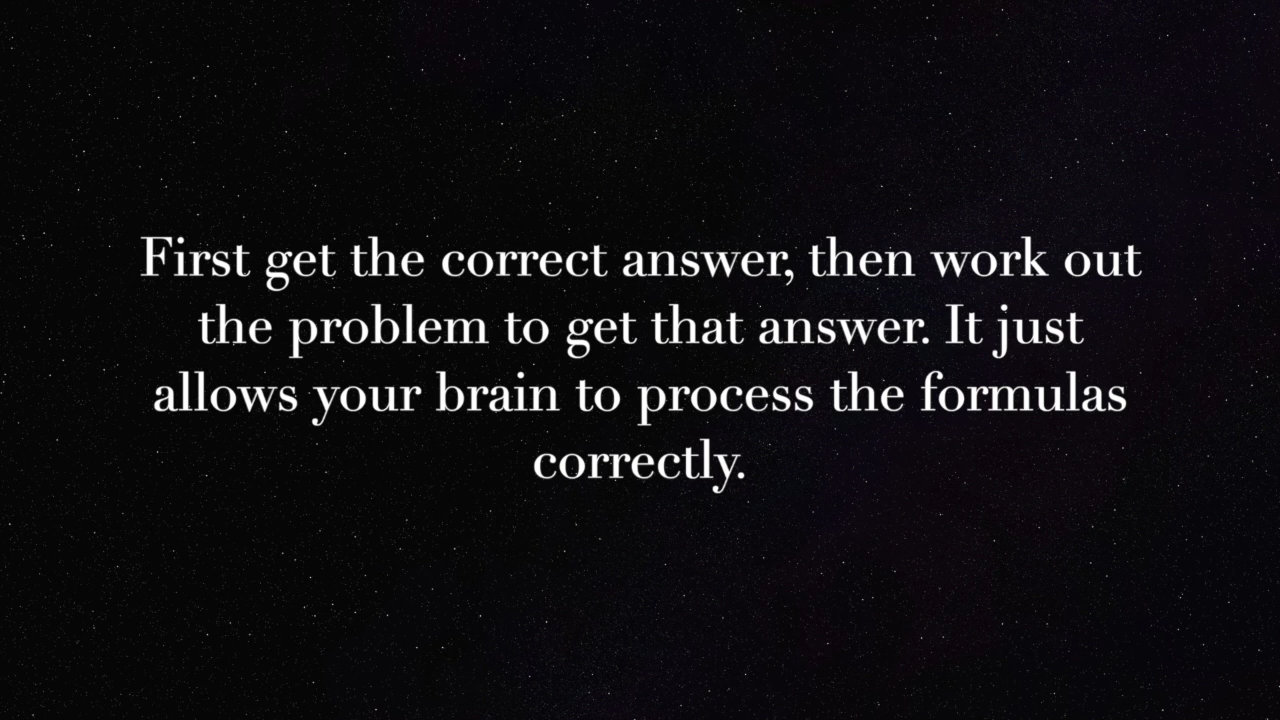 First get the correct answer, then work out
the problem to get that answer. It just
allows your brain to process the formulas
correctly.